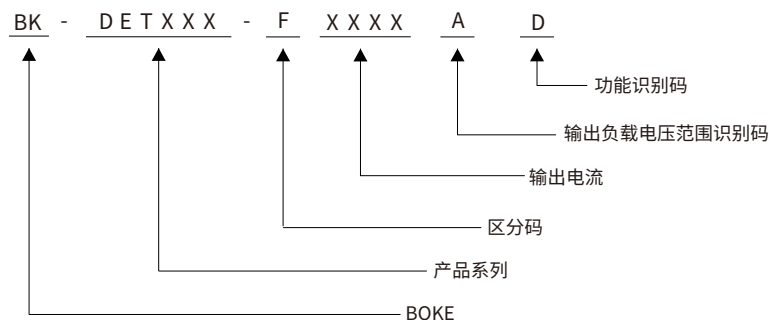 BK - DETXXX - F XXXX A D
功能识别码
输出负载电压范围识别码
输出电流
区分码
产品系列
BOKE